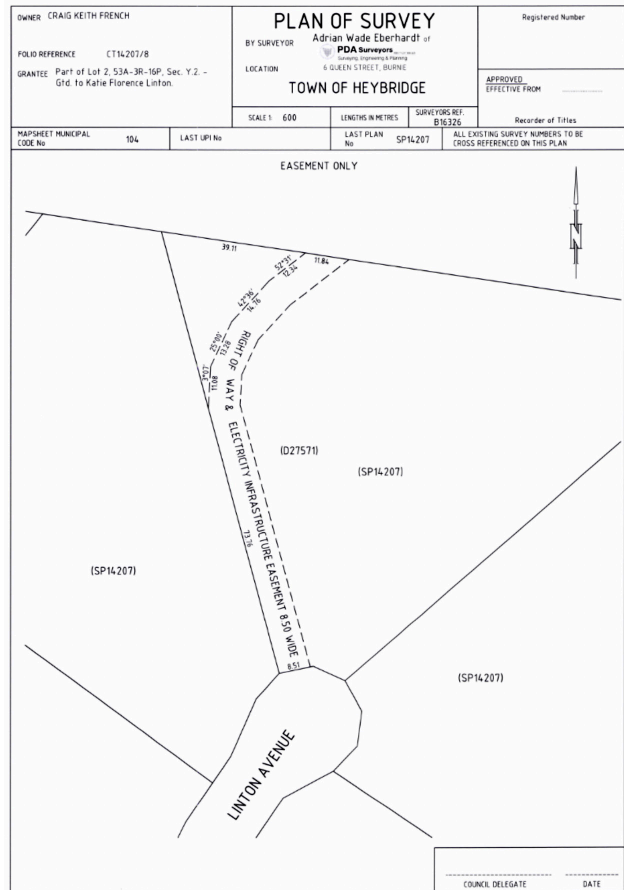 OWNER CRAIG KEITH FRENCH
FOLIO REFERENCE CT14207/8
GRANTEE Part of Lot 2, 53A-3R-16P, Sec. Y.2. -
Gtd. to Katie Florence Linton.
PLAN OF SURVEY
BY SURVEYOR Adrian Wade Eberhardt of
PDA Surveyors
Surveying, Engineering & Planning
6 QUEEN STREET, BURNIE
LOCATION
TOWN OF HEYBRIDGE
SCALE 1: 600
LENGTHS IN METRES
SURVEYORS REF.
B16326
Registered Number
APPROVED
EFFECTIVE FROM
Recorder of Titles
MAPSHEET MUNICIPAL
CODE No 104
LAST UPI No
LAST PLAN
No SP14207
ALL EXISTING SURVEY NUMBERS TO BE
CROSS REFERENCED ON THIS PLAN
EASEMENT ONLY
N
39.11
11.84
52°31'
12.34
42°36'
14.76
25°00'
13.28
3°02'
11.08
RIGHT OF WAY & ELECTRICITY INFRASTRUCTURE EASEMENT 8.50 WIDE
73.76
8.51
(D27571)
(SP14207)
(SP14207)
(SP14207)
LINTON AVENUE
COUNCIL DELEGATE
DATE